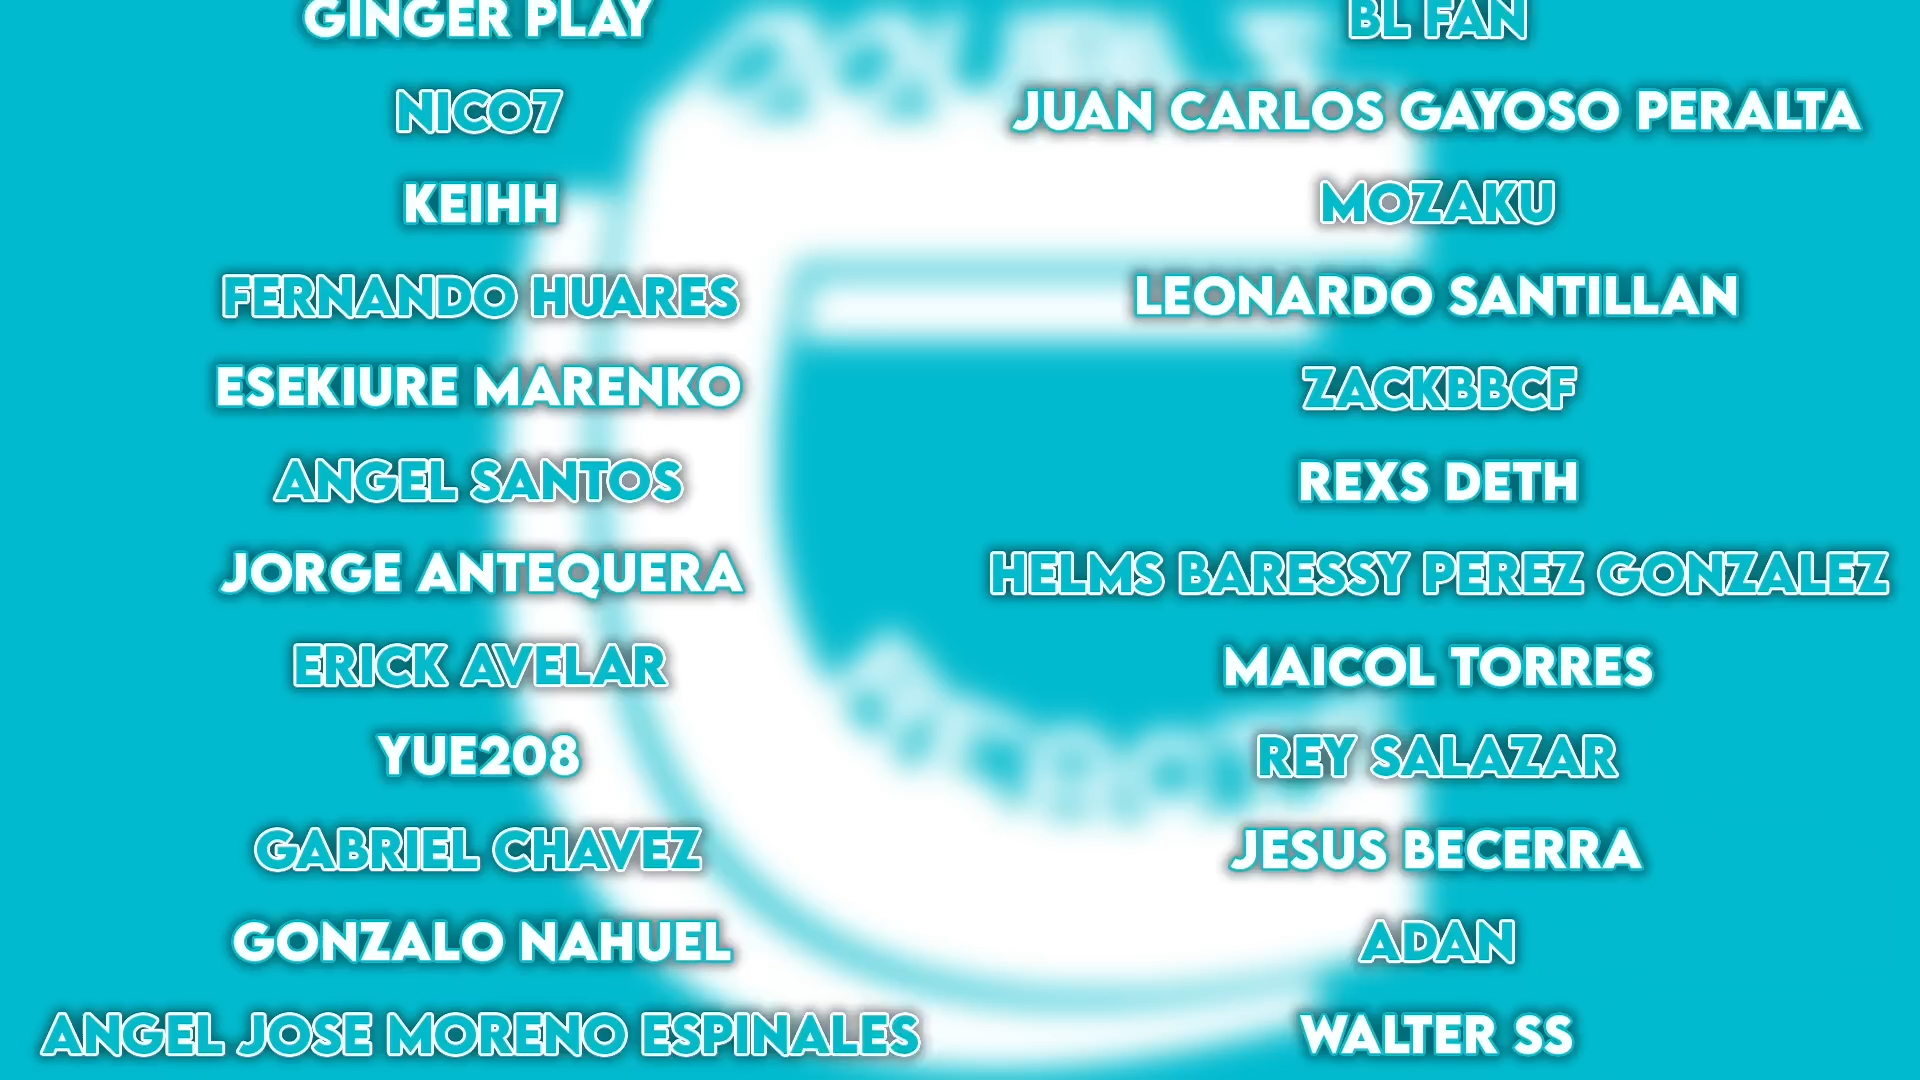 GINGER PLAY
BL FAN
NICO7
JUAN CARLOS GAYOSO PERALTA
KEIHH
MOZAKU
FERNANDO HUARES
LEONARDO SANTILLAN
ESEKIURE MARENKO
ZACKBBCF
ANGEL SANTOS
REXS DETH
JORGE ANTEQUERA
HELMS BARESSY PEREZ GONZALEZ
ERICK AVELAR
MAICOL TORRES
YUE208
REY SALAZAR
GABRIEL CHAVEZ
JESUS BECERRA
GONZALO NAHUEL
ADAN
ANGEL JOSE MORENO ESPINALES
WALTER SS